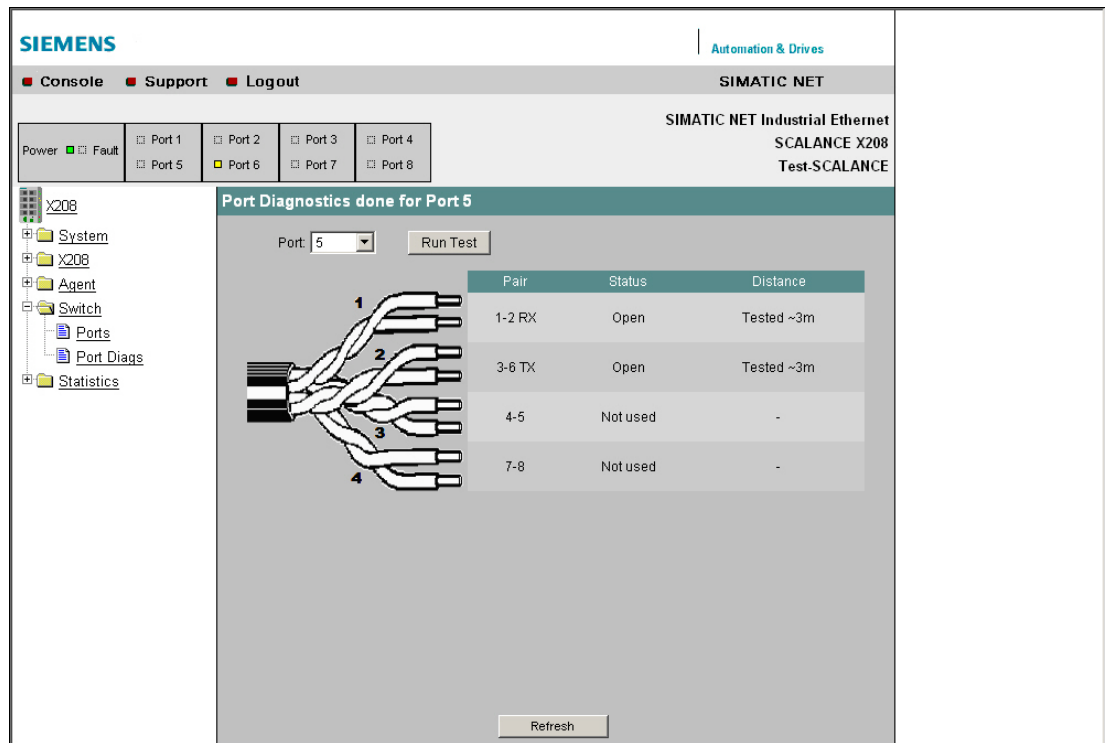 SIEMENS
Automation & Drives
Console Support Logout SIMATIC NET
SIMATIC NET Industrial Ethernet
SCALANCE X208
Test-SCALANCE
Power Fault Port 1 Port 2 Port 3 Port 4
Port 5 Port 6 Port 7 Port 8
X208
System
X208
Agent
Switch
Ports
Port Diags
Statistics
Port Diagnostics done for Port 5
Port: 5 Run Test
Pair Status Distance
1
1-2 RX Open Tested ~3m
2
3-6 TX Open Tested ~3m
4-5 Not used -
3
7-8 Not used -
4
Refresh